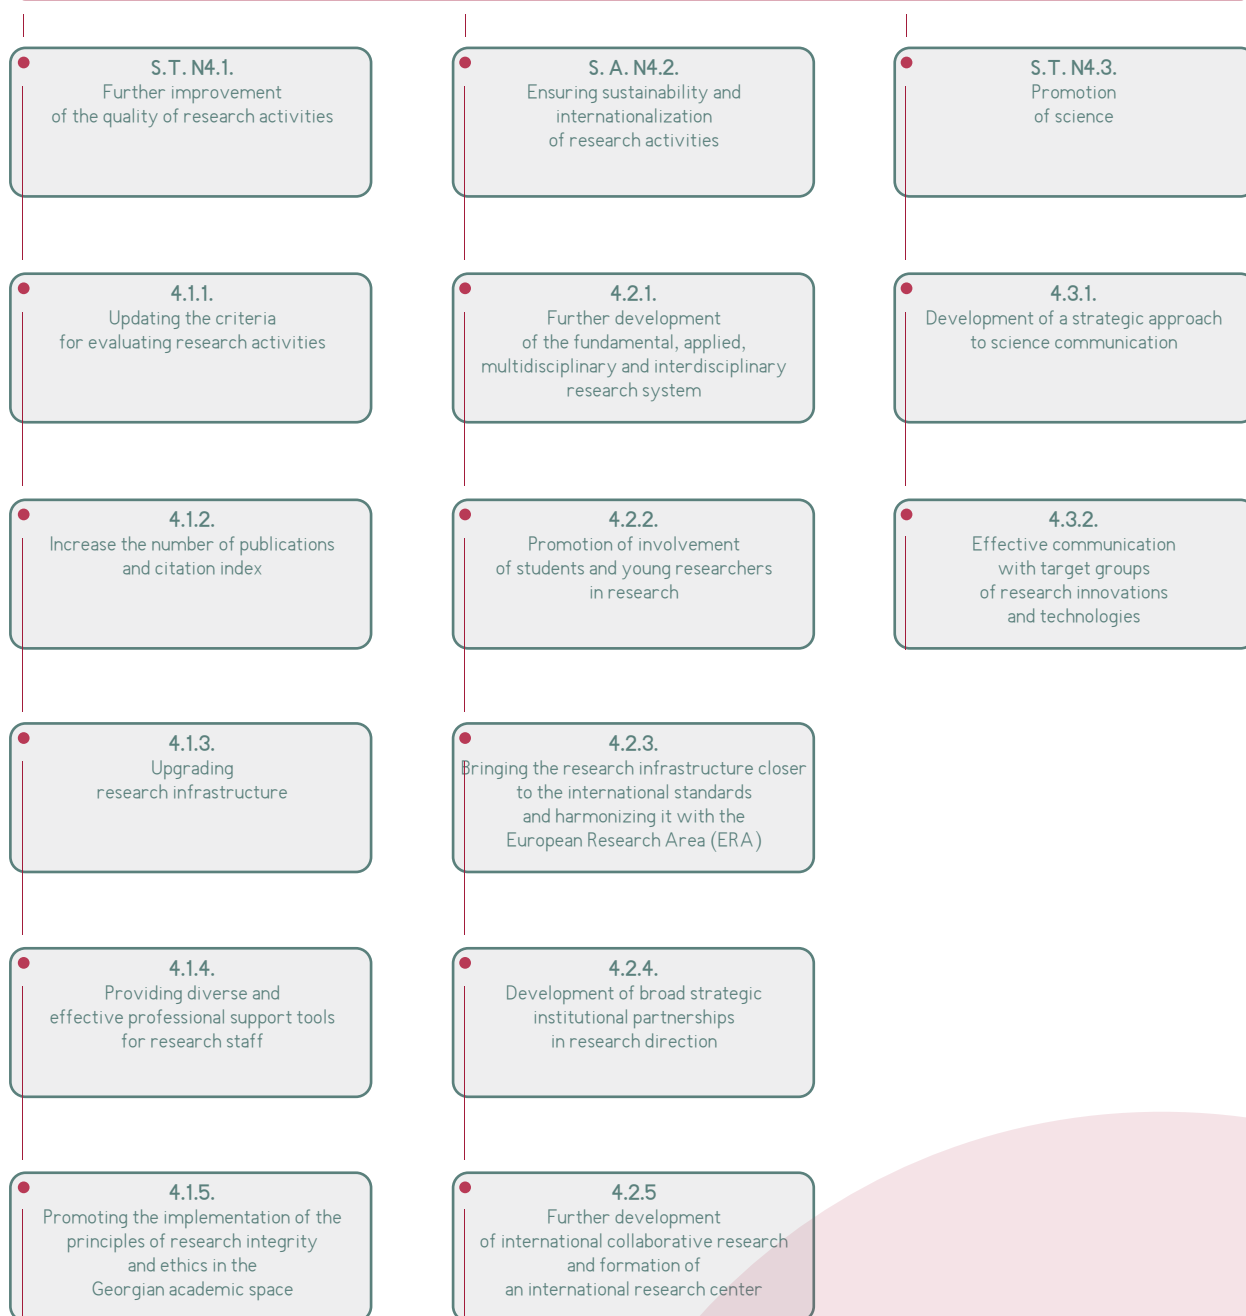 S.T. N4.1.
Further improvement
of the quality of research activities
S. A. N4.2.
Ensuring sustainability and
internationalization
of research activities
S.T. N4.3.
Promotion
of science
4.1.1.
Updating the criteria
for evaluating research activities
4.2.1.
Further development
of the fundamental, applied,
multidisciplinary and interdisciplinary
research system
4.3.1.
Development of a strategic approach
to science communication
4.1.2.
Increase the number of publications
and citation index
4.2.2.
Promotion of involvement
of students and young researchers
in research
4.3.2.
Effective communication
with target groups
of research innovations
and technologies
4.1.3.
Upgrading
research infrastructure
4.2.3.
Bringing the research infrastructure closer
to the international standards
and harmonizing it with the
European Research Area (ERA)
4.1.4.
Providing diverse and
effective professional support tools
for research staff
4.2.4.
Development of broad strategic
institutional partnerships
in research direction
4.1.5.
Promoting the implementation of the
principles of research integrity
and ethics in the
Georgian academic space
4.2.5
Further development
of international collaborative research
and formation of
an international research center